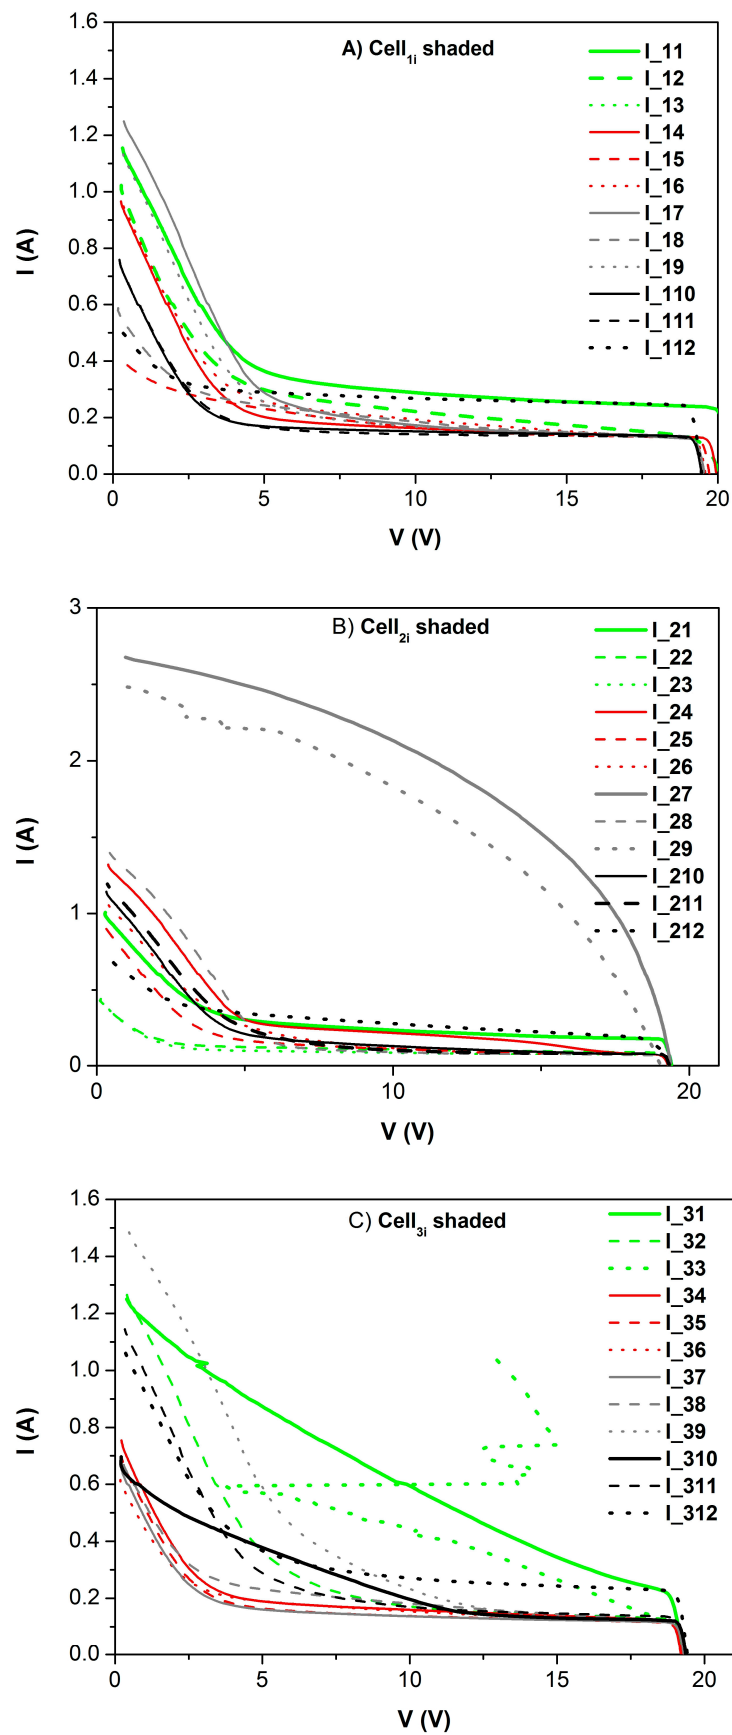 A) Cell1i shaded
I_11
I_12
I_13
I_14
I_15
I_16
I_17
I_18
I_19
I_110
I_111
I_112
1.6
1.4
1.2
1.0
0.8
0.6
0.4
0.2
0.0
I (A)
0 5 10 15 20
V (V)
B) Cell2i shaded
I_21
I_22
I_23
I_24
I_25
I_26
I_27
I_28
I_29
I_210
I_211
I_212
3
2
1
0
I (A)
0 10 20
V (V)
C) Cell3i shaded
I_31
I_32
I_33
I_34
I_35
I_36
I_37
I_38
I_39
I_310
I_311
I_312
1.6
1.4
1.2
1.0
0.8
0.6
0.4
0.2
0.0
I (A)
0 5 10 15 20
V (V)